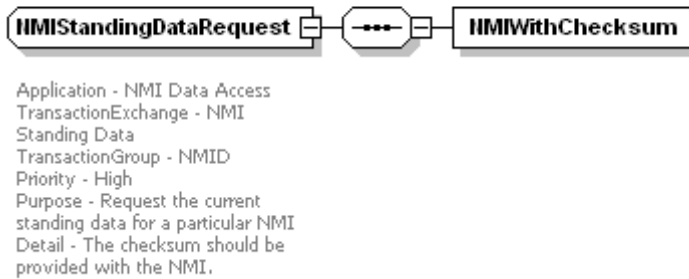 NMIStandingDataRequest
NMIWithChecksum
Application - NMI Data Access
TransactionExchange - NMI
Standing Data
TransactionGroup - NMID
Priority - High
Purpose - Request the current
standing data for a particular NMI
Detail - The checksum should be
provided with the NMI.